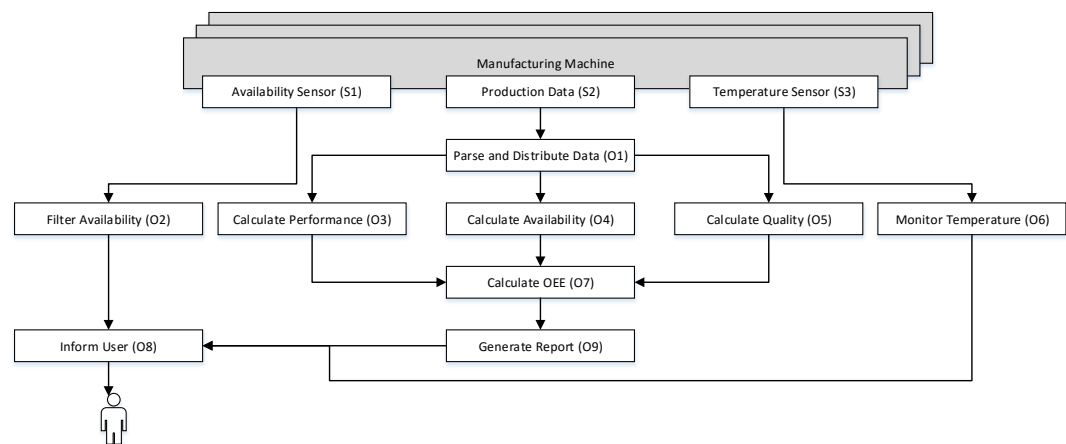 Manufacturing Machine
Availability Sensor (S1)
Production Data (S2)
Temperature Sensor (S3)
Parse and Distribute Data (O1)
Filter Availability (O2)
Calculate Performance (O3)
Calculate Availability (O4)
Calculate Quality (O5)
Monitor Temperature (O6)
Calculate OEE (O7)
Inform User (O8)
Generate Report (O9)